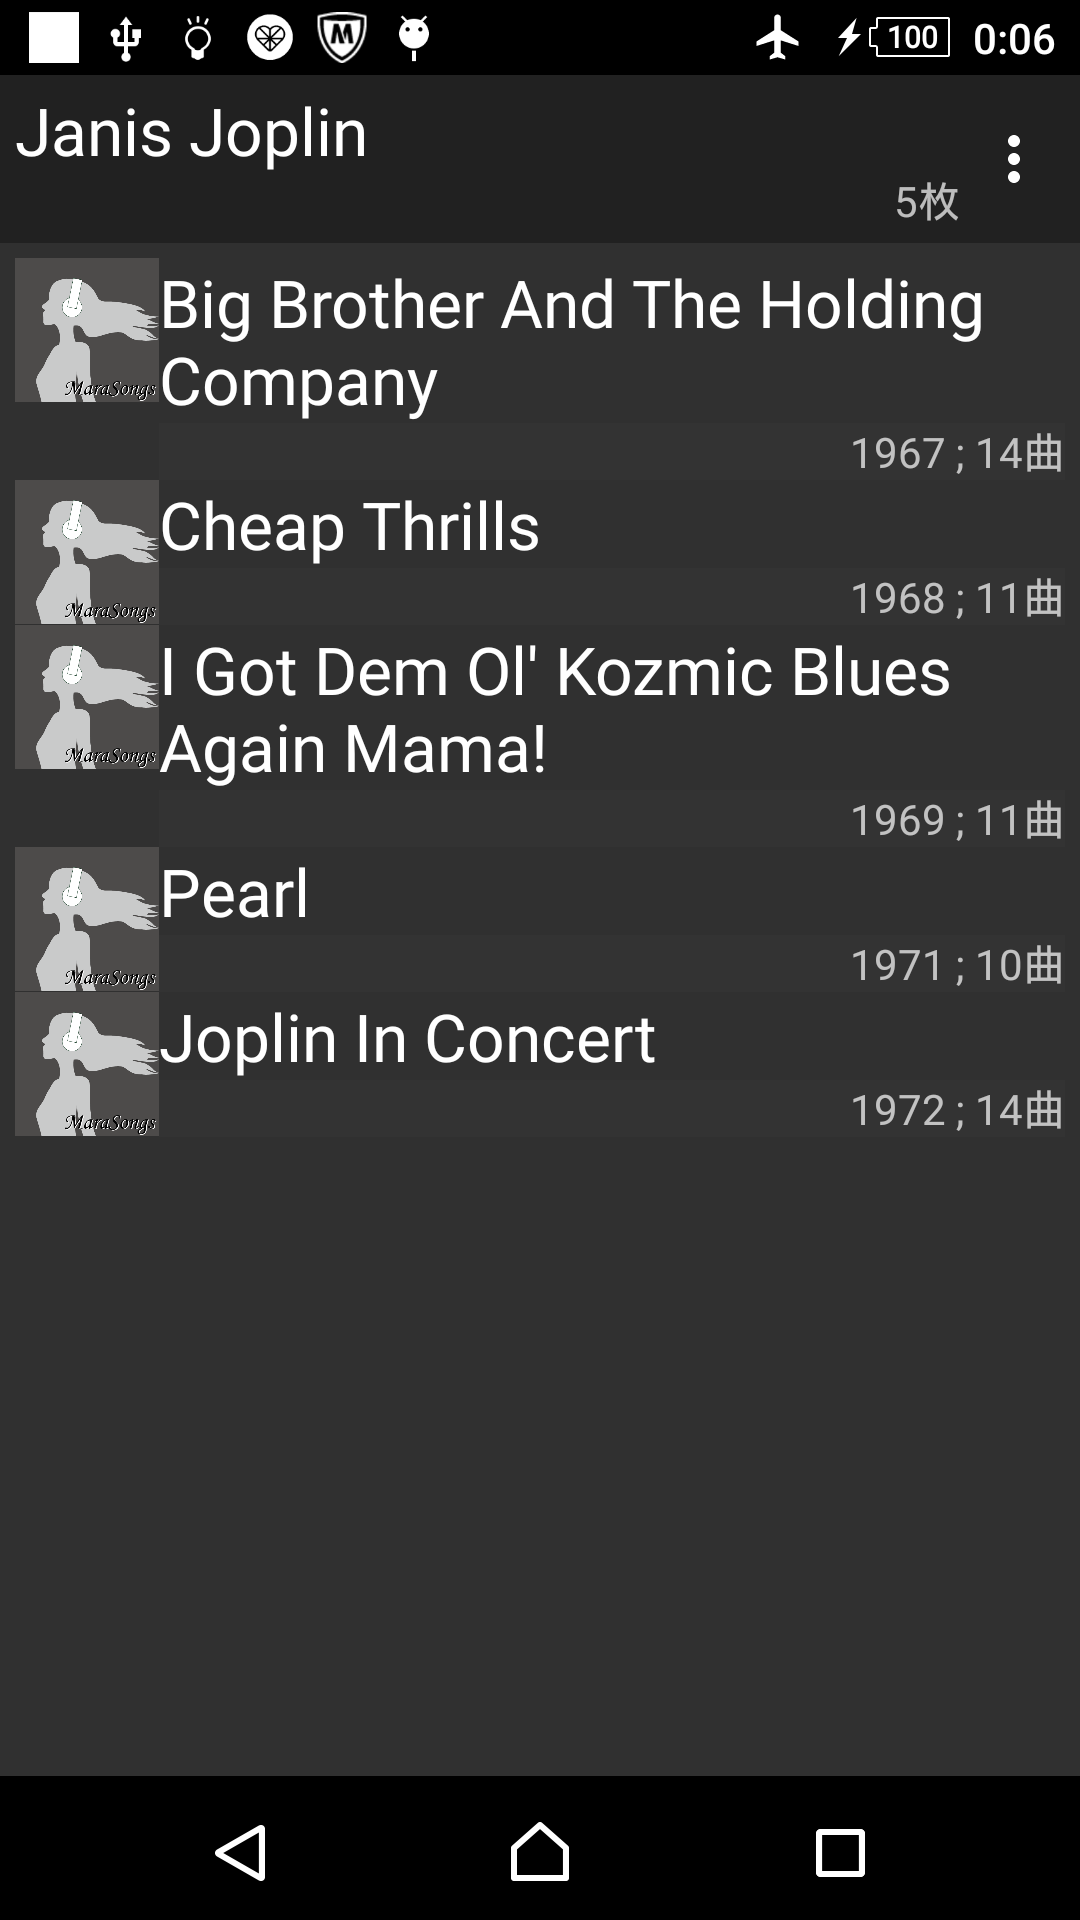 100 0:06
Janis Joplin
5枚
Big Brother And The Holding
Company
MaraSongs
1967 ; 14曲
Cheap Thrills
MaraSongs
1968 ; 11曲
I Got Dem Ol' Kozmic Blues
Again Mama!
MaraSongs
1969 ; 11曲
Pearl
MaraSongs
1971 ; 10曲
Joplin In Concert
MaraSongs
1972 ; 14曲